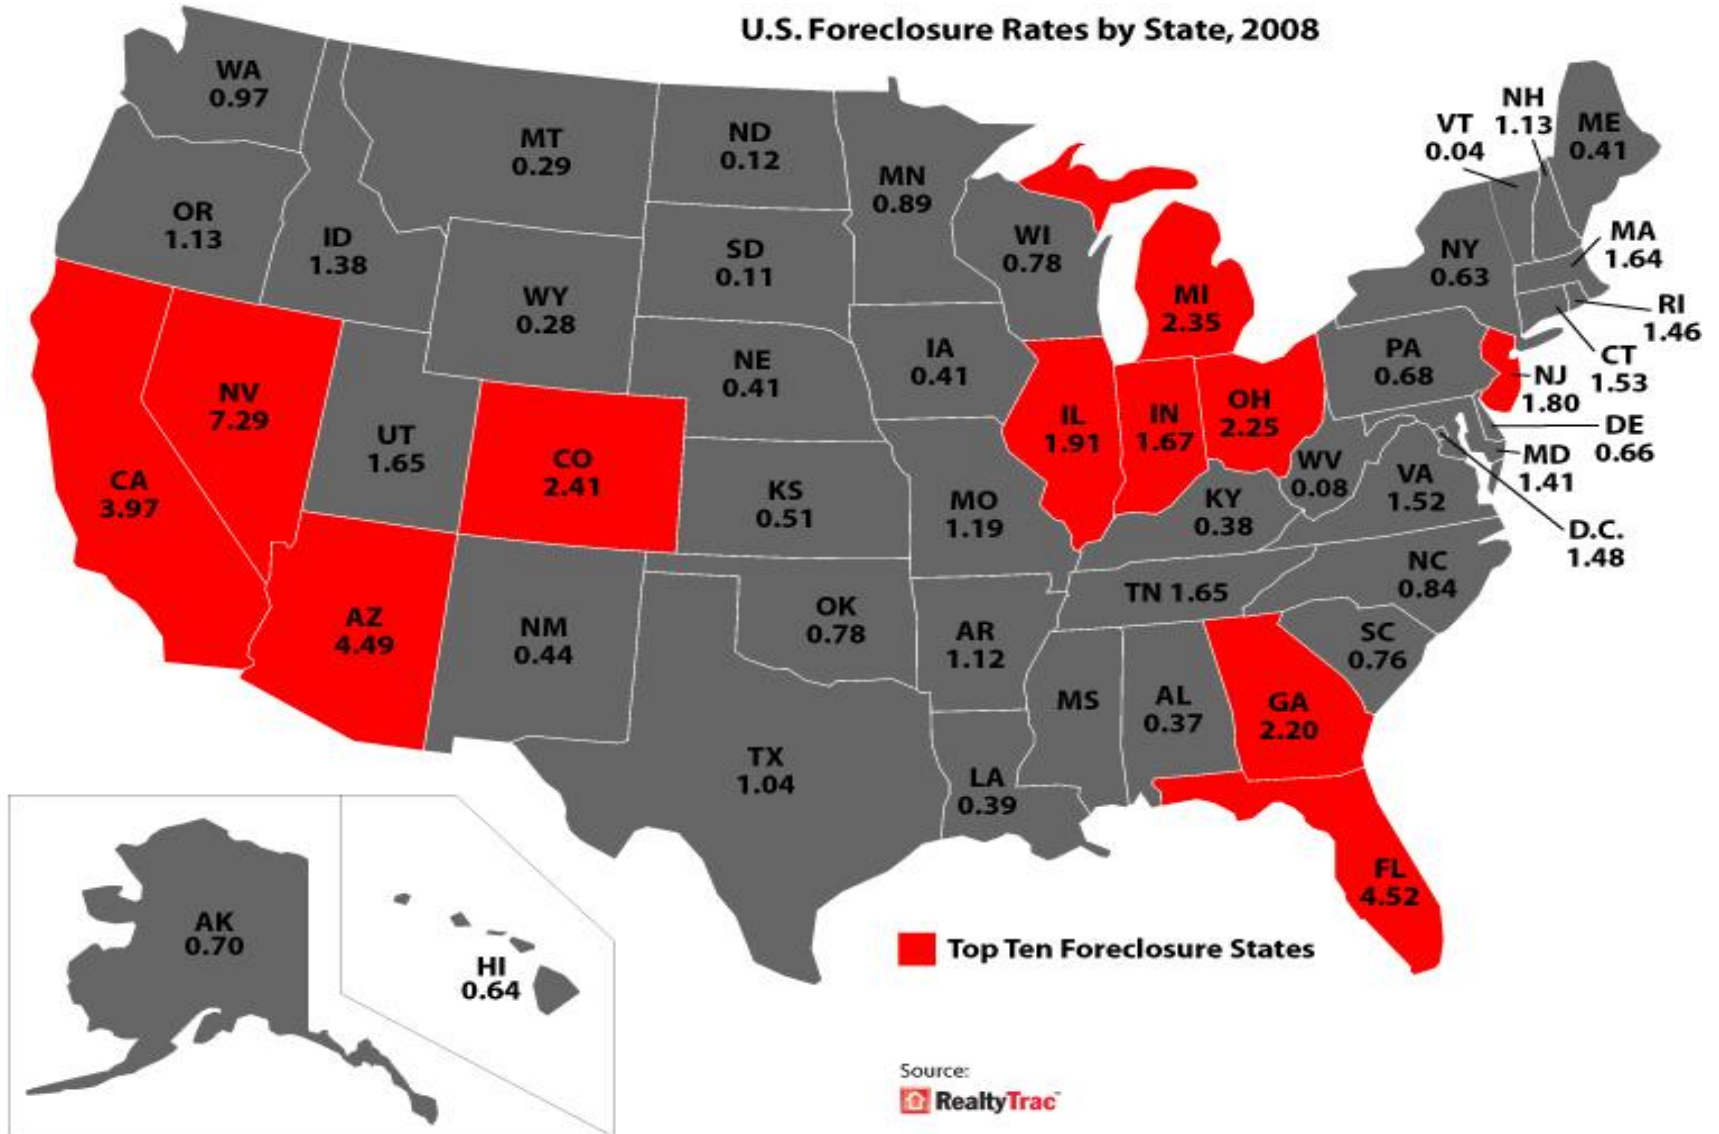 U.S. Foreclosure Rates by State, 2008
WA
0.97
MT
0.29
ND
0.12
MN
0.89
VT
0.04
NH
1.13
ME
0.41
OR
1.13
ID
1.38
WY
0.28
SD
0.11
WI
0.78
MI
2.35
NY
0.63
MA
1.64
RI
1.46
CT
1.53
NV
7.29
UT
1.65
CO
2.41
NE
0.41
IA
0.41
IL
1.91
IN
1.67
OH
2.25
PA
0.68
NJ
1.80
DE
0.66
MD
1.41
D.C.
1.48
CA
3.97
KS
0.51
MO
1.19
KY
0.38
WV
0.08
VA
1.52
AZ
4.49
NM
0.44
OK
0.78
AR
1.12
TN 1.65
NC
0.84
SC
0.76
TX
1.04
LA
0.39
MS
AL
0.37
GA
2.20
FL
4.52
AK
0.70
HI
0.64
Top Ten Foreclosure States
Source:
RealtyTrac